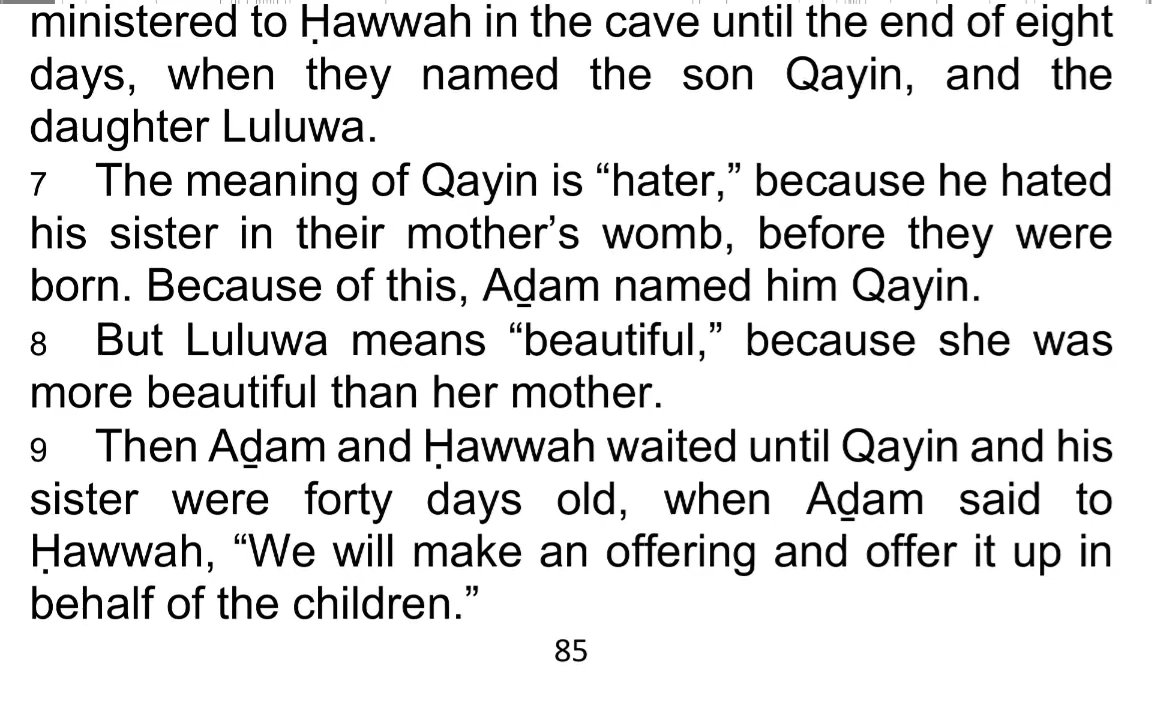 ministered to Ḥawwah in the cave until the end of eight
days, when they named the son Qayin, and the
daughter Luluwa.
7 The meaning of Qayin is “hater,” because he hated
his sister in their mother’s womb, before they were
born. Because of this, Aḏam named him Qayin.
8 But Luluwa means “beautiful,” because she was
more beautiful than her mother.
9 Then Aḏam and Ḥawwah waited until Qayin and his
sister were forty days old, when Aḏam said to
Ḥawwah, “We will make an offering and offer it up in
behalf of the children.”
85